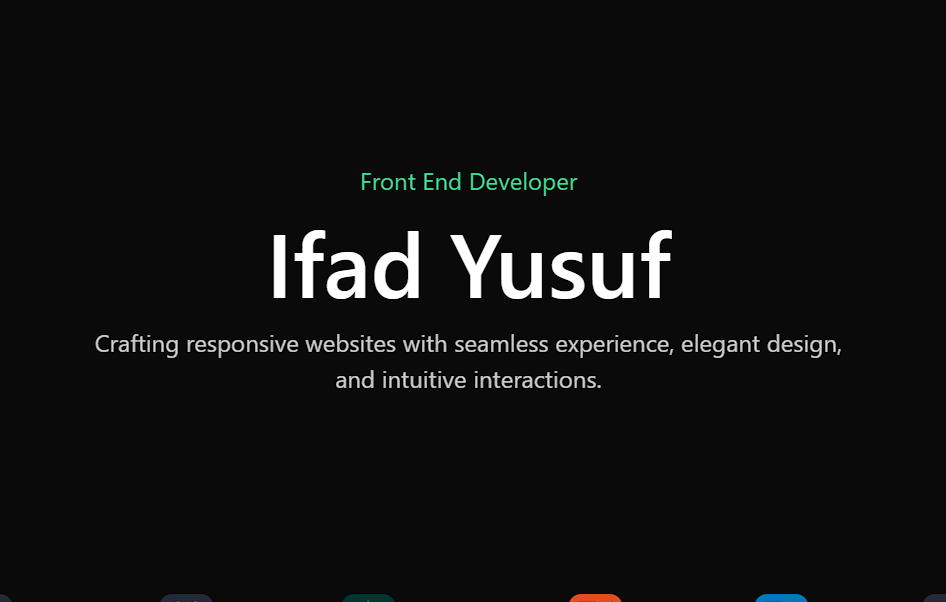 Front End Developer
Ifad Yusuf
Crafting responsive websites with seamless experience, elegant design,
and intuitive interactions.